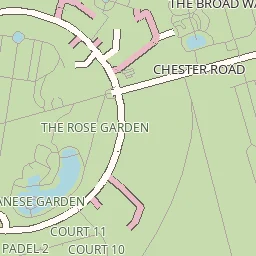 THE BROAD WA
CHESTER ROAD
THE ROSE GARDEN
ANESE GARDEN
COURT 11
PADEL 2
COURT 10